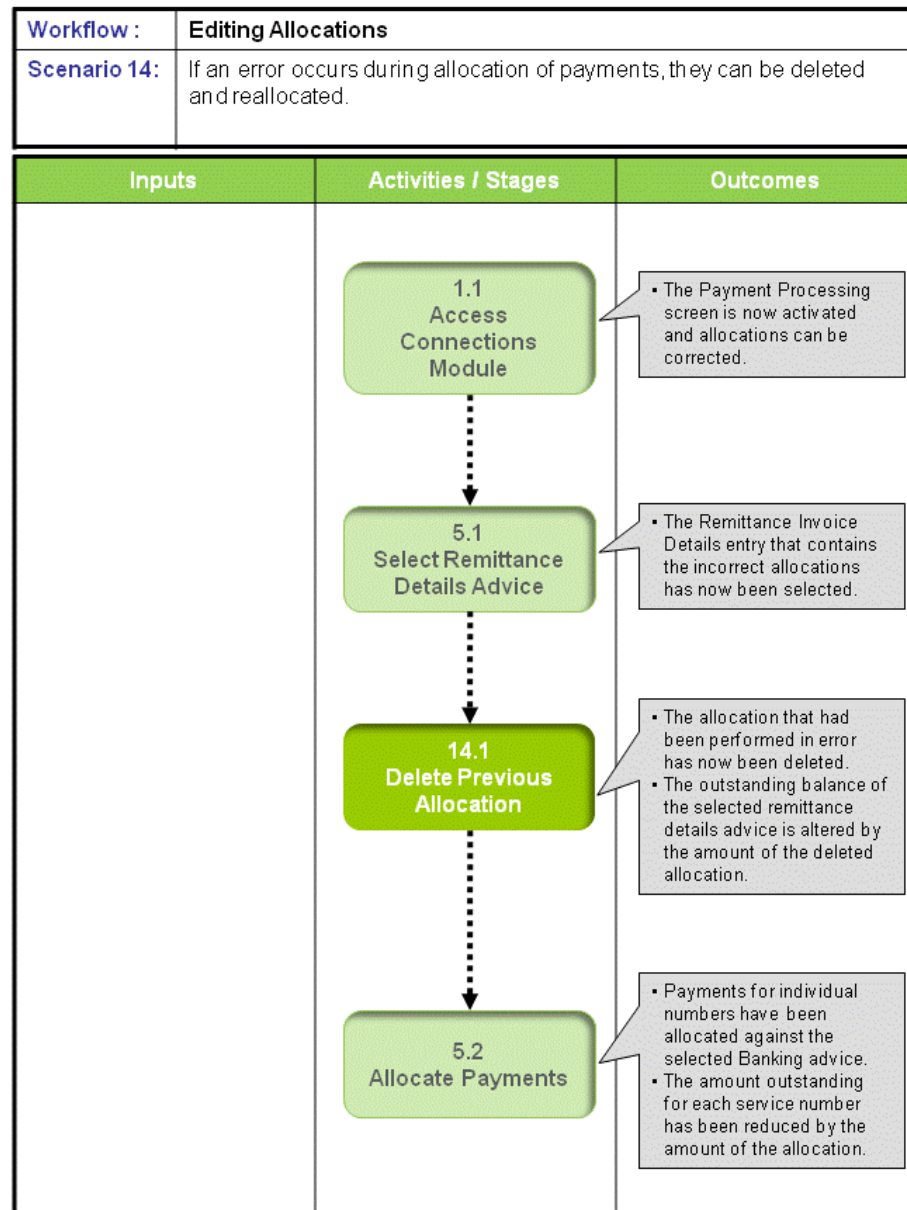 Workflow :
Editing Allocations
Scenario 14:
If an error occurs during allocation of payments, they can be deleted
and reallocated.
Inputs
Activities / Stages
Outcomes
1.1
Access
Connections
Module
▪ The Payment Processing
screen is now activated
and allocations can be
corrected.
5.1
Select Remittance
Details Advice
▪ The Remittance Invoice
Details entry that contains
the incorrect allocations
has now been selected.
14.1
Delete Previous
Allocation
▪ The allocation that had
been performed in error
has now been deleted.
▪ The outstanding balance of
the selected remittance
details advice is altered by
the amount of the deleted
allocation.
5.2
Allocate Payments
▪ Payments for individual
numbers have been
allocated against the
selected Banking advice.
▪ The amount outstanding
for each service number
has been reduced by the
amount of the allocation.